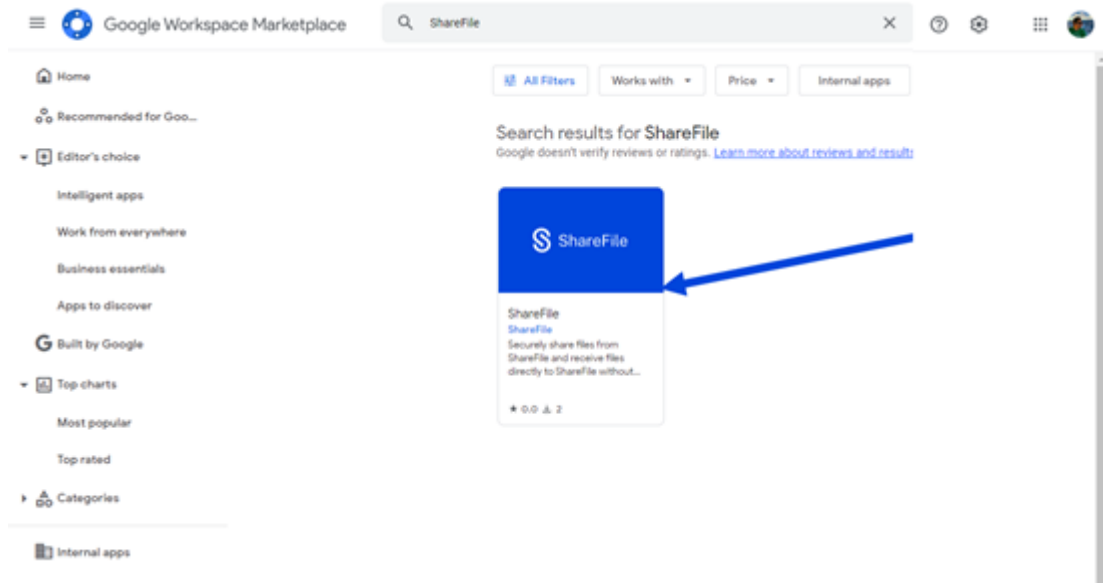 Google Workspace Marketplace
ShareFile
Home
Recommended for Goo...
Editor's choice
Intelligent apps
Work from everywhere
Business essentials
Apps to discover
Built by Google
Top charts
Most popular
Top rated
Categories
Internal apps
All Filters
Works with
Price
Internal apps
Search results for ShareFile
Google doesn't verify reviews or ratings. Learn more about reviews and results
ShareFile
ShareFile
ShareFile
Securely share files from
ShareFile and receive files
directly to ShareFile without...
0.0 2